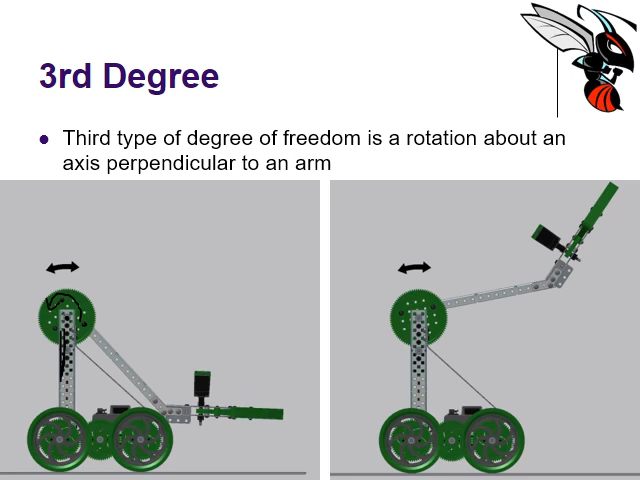 3rd Degree
Third type of degree of freedom is a rotation about an
axis perpendicular to an arm